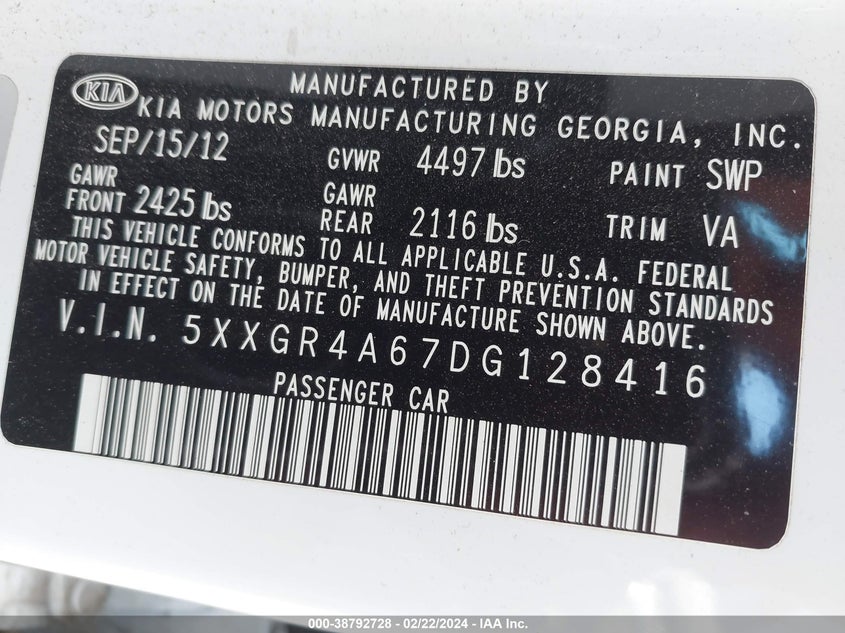 KIA
MANUFACTURED BY
KIA MOTORS MANUFACTURING GEORGIA, INC.
SEP/15/12 GVWR 4497 lbs PAINT SWP
GAWR FRONT 2425 lbs GAWR REAR 2116 lbs TRIM VA
THIS VEHICLE CONFORMS TO ALL APPLICABLE U.S.A. FEDERAL
MOTOR VEHICLE SAFETY, BUMPER, AND THEFT PREVENTION STANDARDS
IN EFFECT ON THE DATE OF MANUFACTURE SHOWN ABOVE.
V.I.N. 5XXGR4A67DG128416
PASSENGER CAR
000-38792728 - 02/22/2024 - IAA Inc.